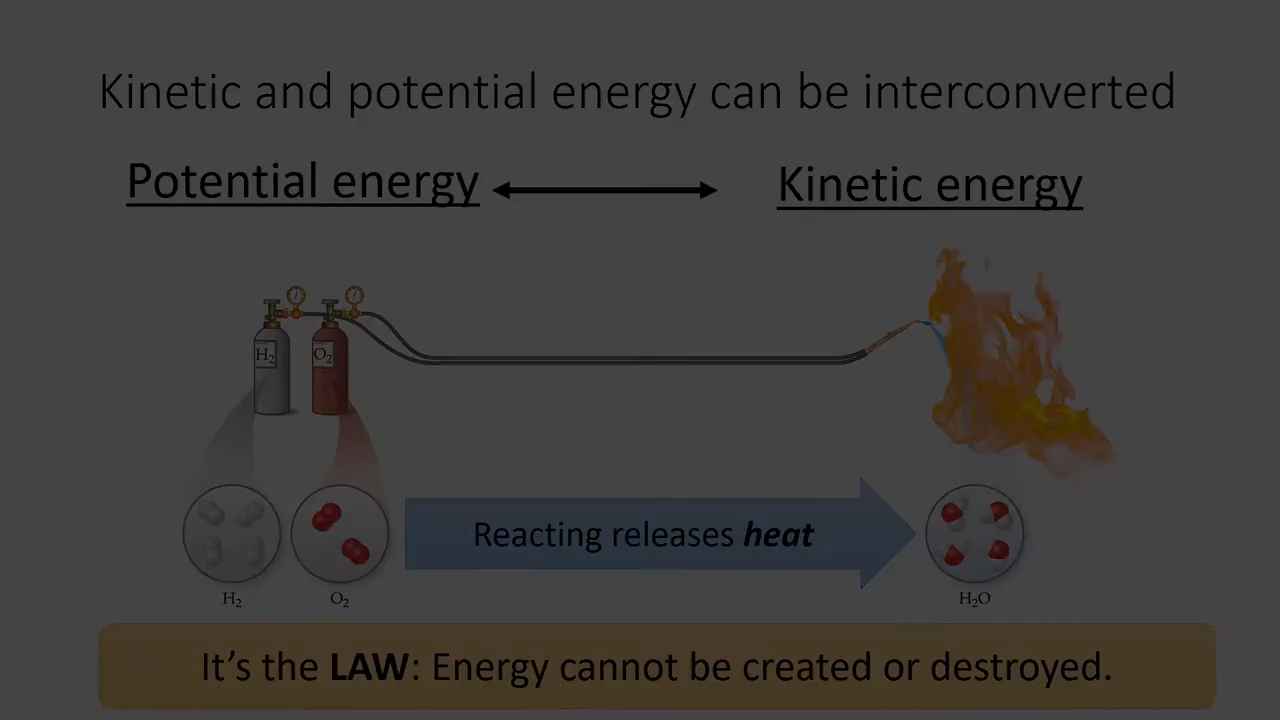 Kinetic and potential energy can be interconverted
Potential energy
Kinetic energy
H₂
O₂
Reacting releases heat
H₂
O₂
H₂O
It's the LAW: Energy cannot be created or destroyed.